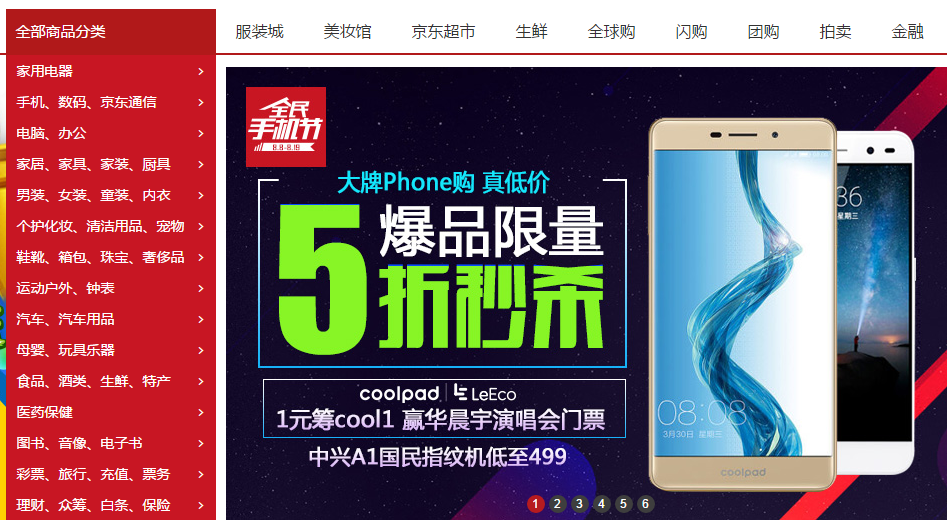 全部商品分类
服装城
美妆馆
京东超市
生鲜
全球购
闪购
团购
拍卖
金融
家用电器
手机、数码、京东通信
电脑、办公
家居、家具、家装、厨具
男装、女装、童装、内衣
个护化妆、清洁用品、宠物
鞋靴、箱包、珠宝、奢侈品
运动户外、钟表
汽车、汽车用品
母婴、玩具乐器
食品、酒类、生鲜、特产
医药保健
图书、音像、电子书
彩票、旅行、充值、票务
理财、众筹、白条、保险
全民
手机节
8.8-8.19
大牌Phone购 真低价
5
爆品限量
折秒杀
coolpad LeEco
1元筹cool1 赢华晨宇演唱会门票
中兴A1国民指纹机低至499
1 2 3 4 5 6
08:08
3月30日 星期三
coolpad
36
星期三